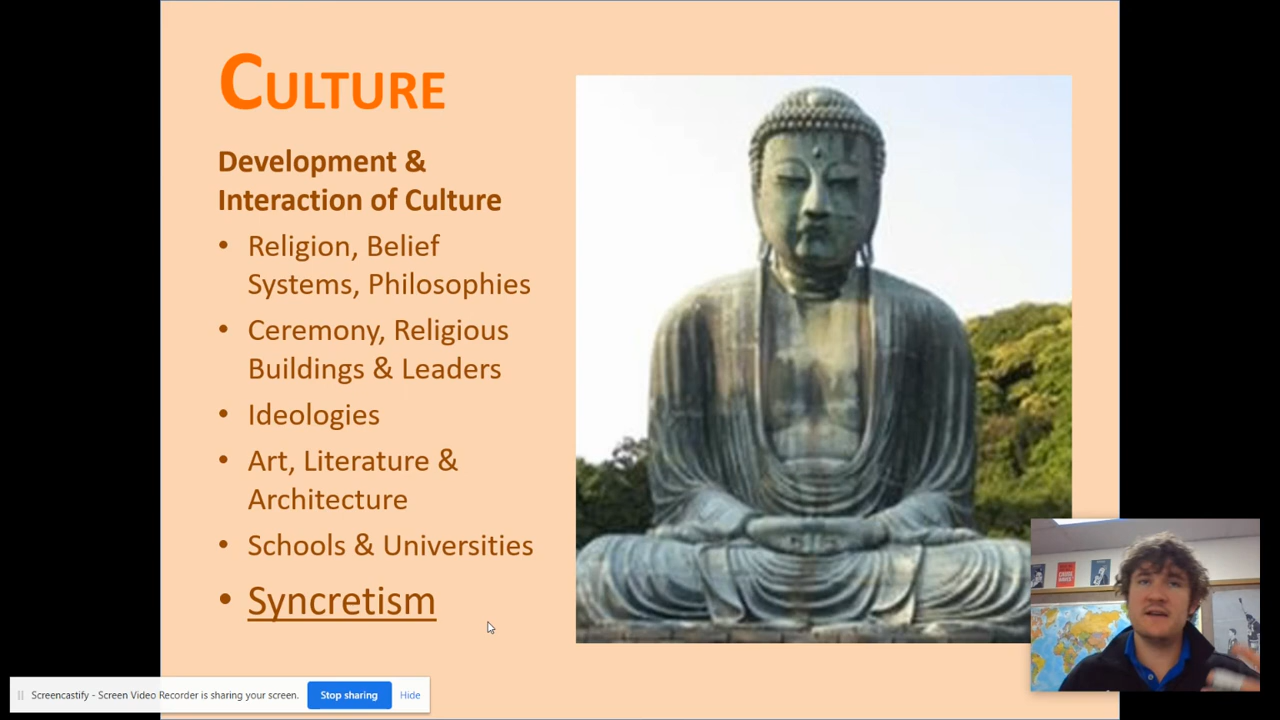 CULTURE
Development &
Interaction of Culture
• Religion, Belief
Systems, Philosophies
• Ceremony, Religious
Buildings & Leaders
• Ideologies
• Art, Literature &
Architecture
• Schools & Universities
• Syncretism
Screencastify - Screen Video Recorder is sharing your screen.
Stop sharing
Hide